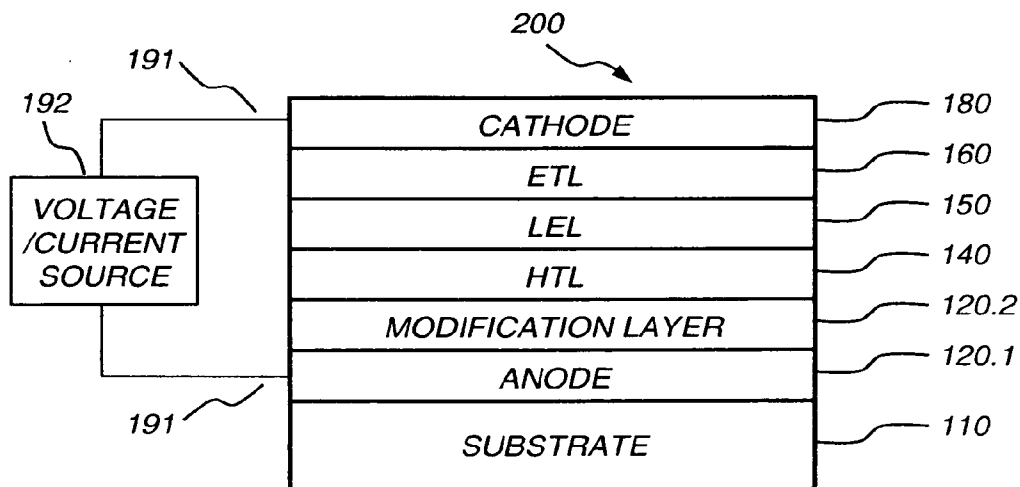 200
191
192
CATHODE
180
ETL
160
VOLTAGE
/CURRENT
SOURCE
LEL
150
HTL
140
MODIFICATION LAYER
120.2
ANODE
120.1
191
SUBSTRATE
110